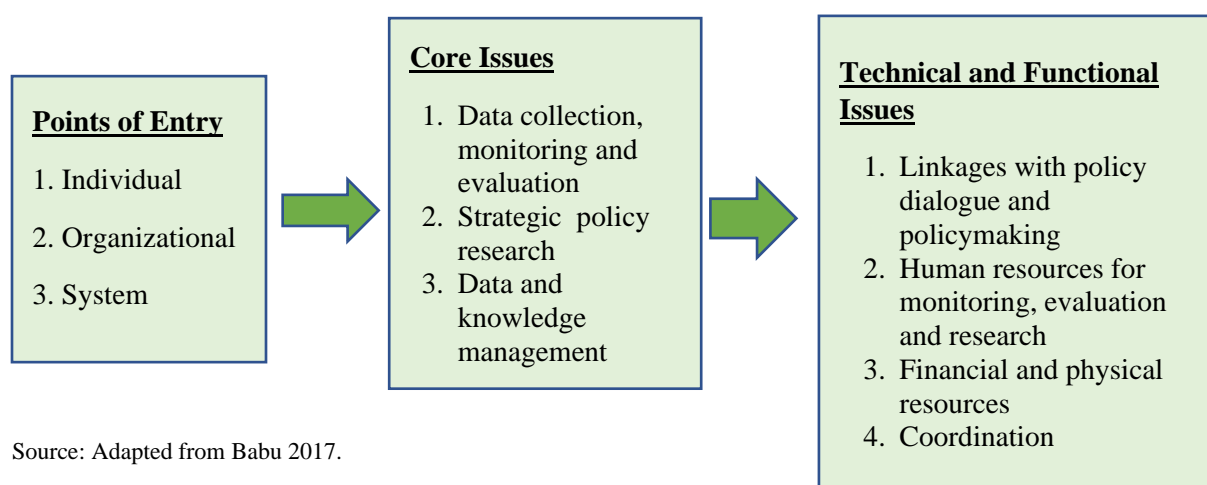 Points of Entry
1. Individual
2. Organizational
3. System
Core Issues
1. Data collection,
monitoring and
evaluation
2. Strategic policy
research
3. Data and
knowledge
management
Technical and Functional
Issues
1. Linkages with policy
dialogue and
policymaking
2. Human resources for
monitoring, evaluation
and research
3. Financial and physical
resources
4. Coordination
Source: Adapted from Babu 2017.